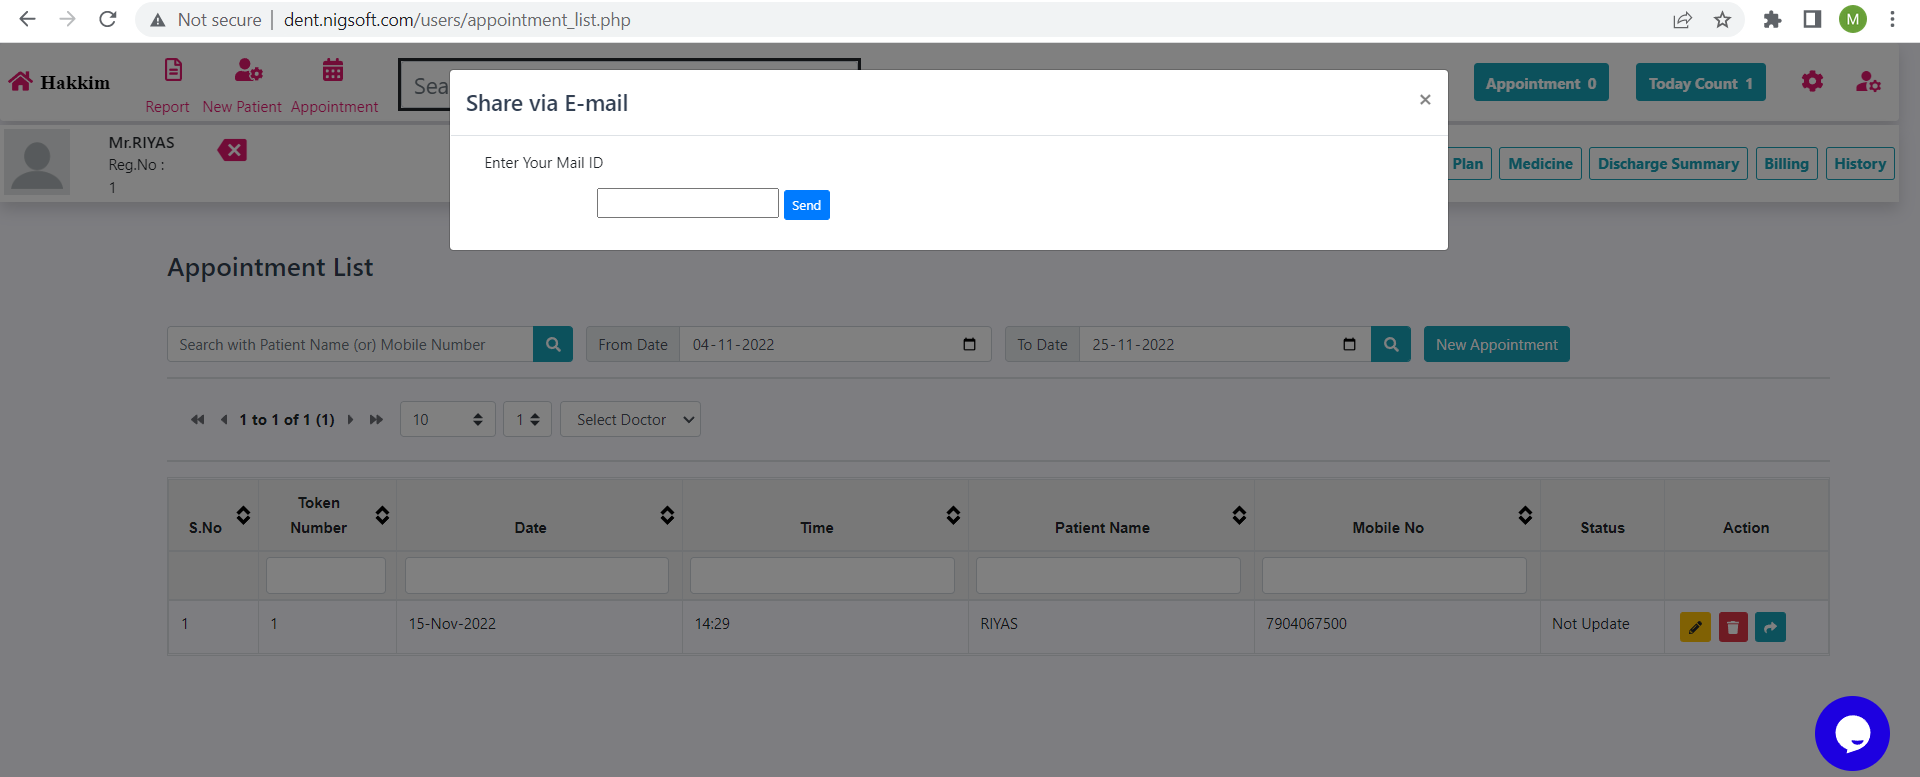 Not secure | dent.nigsoft.com/users/appointment_list.php
M
Hakkim
Report
New Patient
Appointment
Sea
Appointment 0
Today Count 1
Share via E-mail
×
Mr.RIYAS
Reg.No :
1
Enter Your Mail ID
Send
Plan
Medicine
Discharge Summary
Billing
History
Appointment List
Search with Patient Name (or) Mobile Number
From Date
04-11-2022
To Date
25-11-2022
New Appointment
1 to 1 of 1 (1)
10
1
Select Doctor
S.No
Token
Number
Date
Time
Patient Name
Mobile No
Status
Action
1
1
15-Nov-2022
14:29
RIYAS
7904067500
Not Update